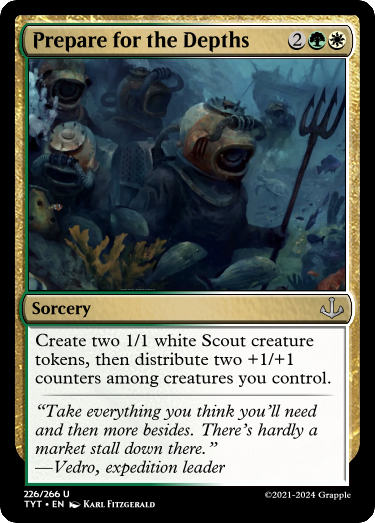 Prepare for the Depths 2
Sorcery
Create two 1/1 white Scout creature
tokens, then distribute two +1/+1
counters among creatures you control.
“Take everything you think you’ll need
and then more besides. There’s hardly a
market stall down there.”
—Vedro, expedition leader
226/266 U
TYT • EN Karl Fitzgerald
©2021-2024 Grapple